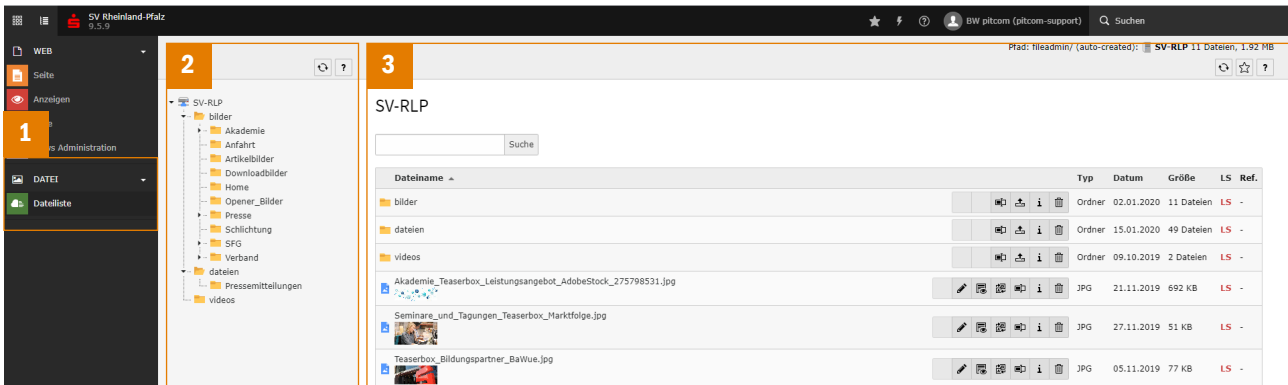 SV Rheinland-Pfalz
9.5.9
BW pitcom (pitcom-support)
Suchen
WEB
Seite
Anzeigen
1
Administration
DATEI
Dateiliste
2
?
SV-RLP
bilder
Akademie
Anfahrt
Artikelbilder
Downloadbilder
Home
Opener_Bilder
Presse
Schlichtung
SFG
Verband
dateien
Pressemitteilungen
videos
3
Pfad: fileadmin/ (auto-created): SV-RLP 11 Dateien, 1.92 MB
?
SV-RLP
Suche
Dateiname Typ Datum Größe LS Ref.
bilder Ordner 02.01.2020 11 Dateien LS -
dateien Ordner 15.01.2020 49 Dateien LS -
videos Ordner 09.10.2019 2 Dateien LS -
Akademie_Teaserbox_Leistungsangebot_AdobeStock_275798531.jpg JPG 21.11.2019 692 KB LS -
Seminare_und_Tagungen_Teaserbox_Marktfolge.jpg JPG 27.11.2019 51 KB LS -
Teaserbox_Bildungspartner_BaWue.jpg JPG 05.11.2019 77 KB LS -